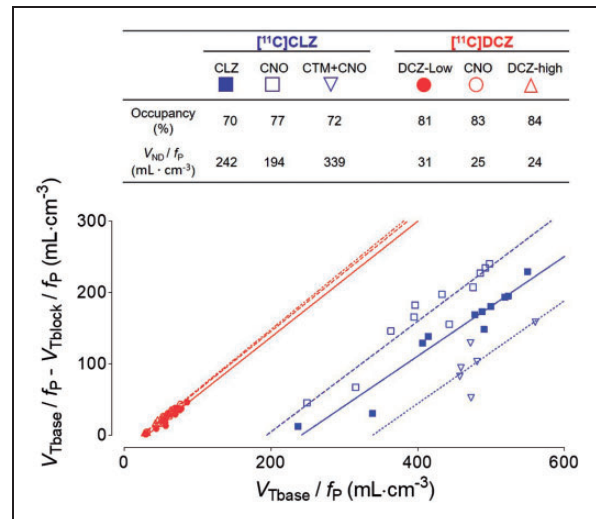 [¹¹C]CLZ [¹¹C]DCZ
CLZ CNO CTM+CNO DCZ-Low CNO DCZ-high
Occupancy (%) 70 77 72 81 83 84
V_ND / f_P (mL · cm⁻³) 242 194 339 31 25 24
V_Tbase / f_P - V_Tblock / f_P (mL·cm⁻³)
300
200
100
0
0 200 400 600
V_Tbase / f_P (mL·cm⁻³)